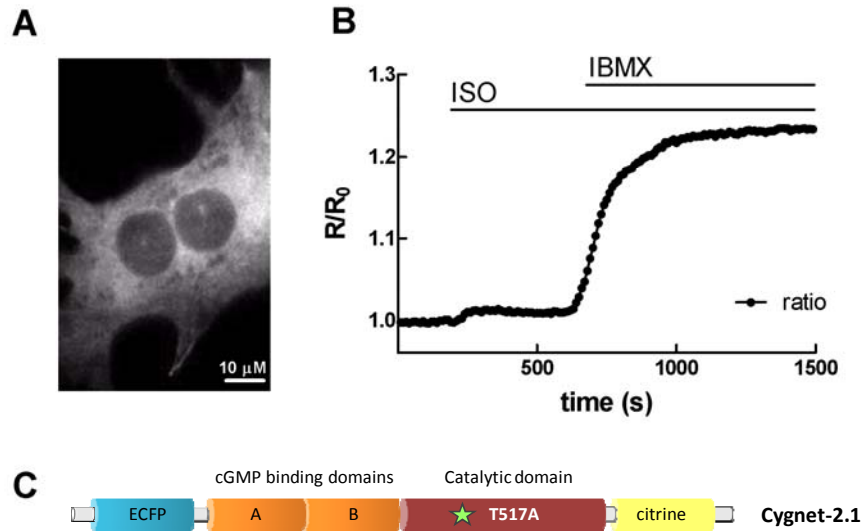 A
10 µM
B
ISO
IBMX
R/R0
1.3
1.2
1.1
1.0
500
1000
1500
time (s)
ratio
C
cGMP binding domains
Catalytic domain
ECFP
A
B
T517A
citrine
Cygnet-2.1